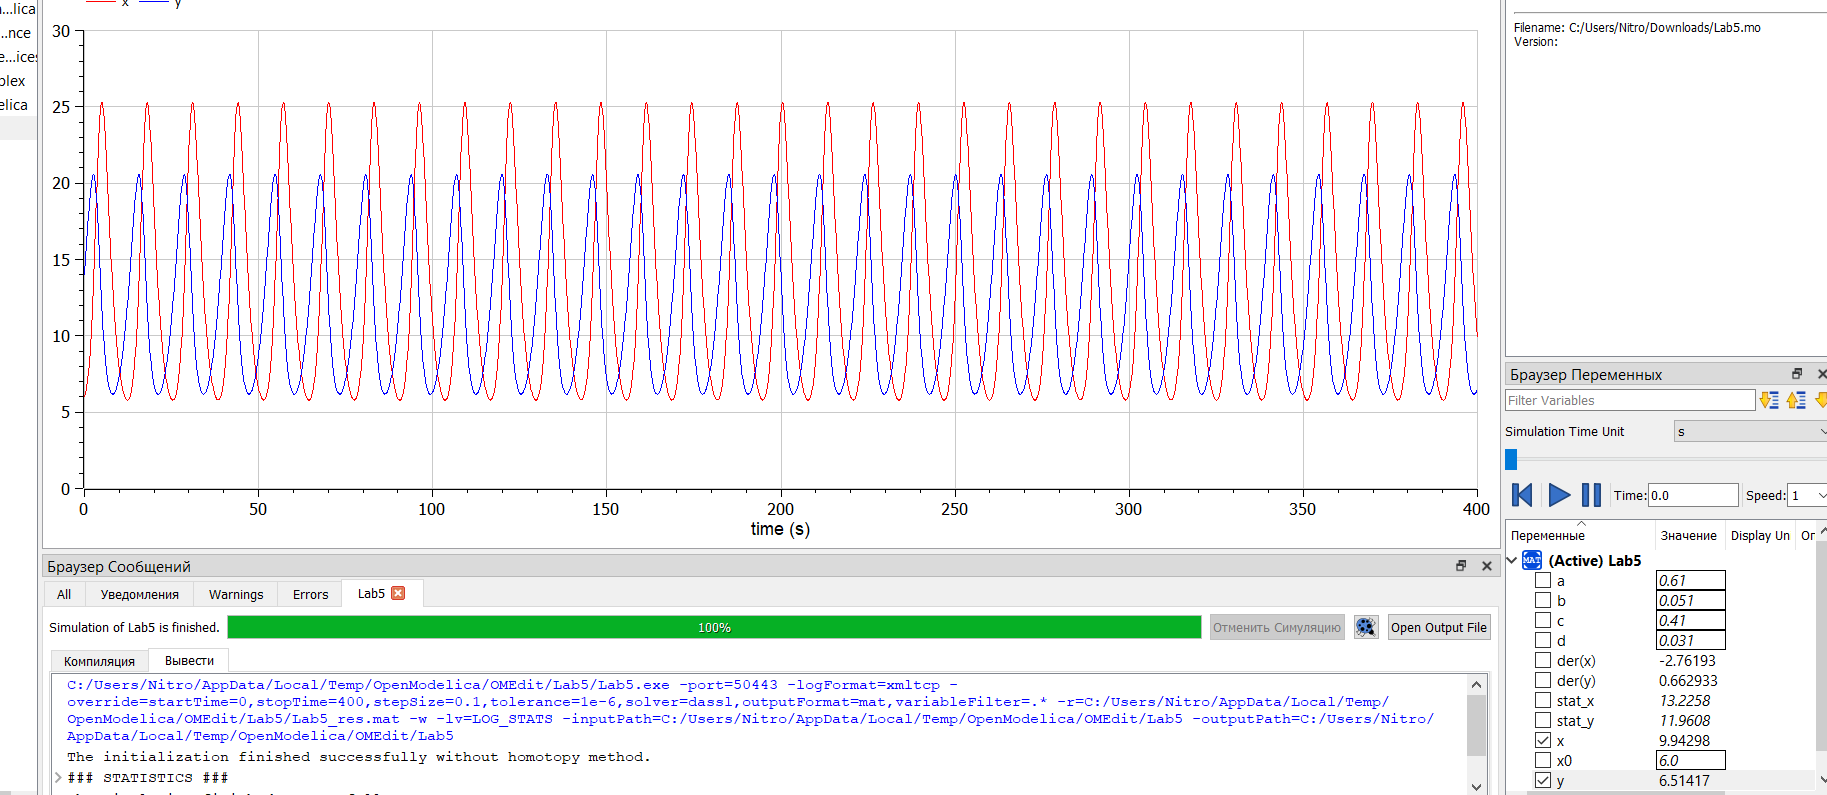 ...lica
..nce
e...ices
plex
elica
x y
30
25
20
15
10
5
0
0 50 100 150 200 250 300 350 400
time (s)
Filename: C:/Users/Nitro/Downloads/Lab5.mo
Version:
Браузер Переменных
Filter Variables
Simulation Time Unit s
Time: 0.0 Speed: 1
Переменные Значение Display Un
(Active) Lab5
a 0.61
b 0.051
c 0.41
d 0.031
der(x) -2.76193
der(y) 0.662933
stat_x 13.2258
stat_y 11.9608
x 9.94298
x0 6.0
y 6.51417
Браузер Сообщений
All Уведомления Warnings Errors Lab5
Simulation of Lab5 is finished. 100% Отменить Симуляцию Open Output File
Компиляция Вывести
C:/Users/Nitro/AppData/Local/Temp/OpenModelica/OMEdit/Lab5/Lab5.exe -port=50443 -logFormat=xmltcp -
override=startTime=0,stopTime=400,stepSize=0.1,tolerance=1e-6,solver=dassl,outputFormat=mat,variableFilter=.* -r=C:/Users/Nitro/AppData/Local/Temp/
OpenModelica/OMEdit/Lab5/Lab5_res.mat -w -lv=LOG_STATS -inputPath=C:/Users/Nitro/AppData/Local/Temp/OpenModelica/OMEdit/Lab5 -outputPath=C:/Users/Nitro/
AppData/Local/Temp/OpenModelica/OMEdit/Lab5
The initialization finished successfully without homotopy method.
### STATISTICS ###